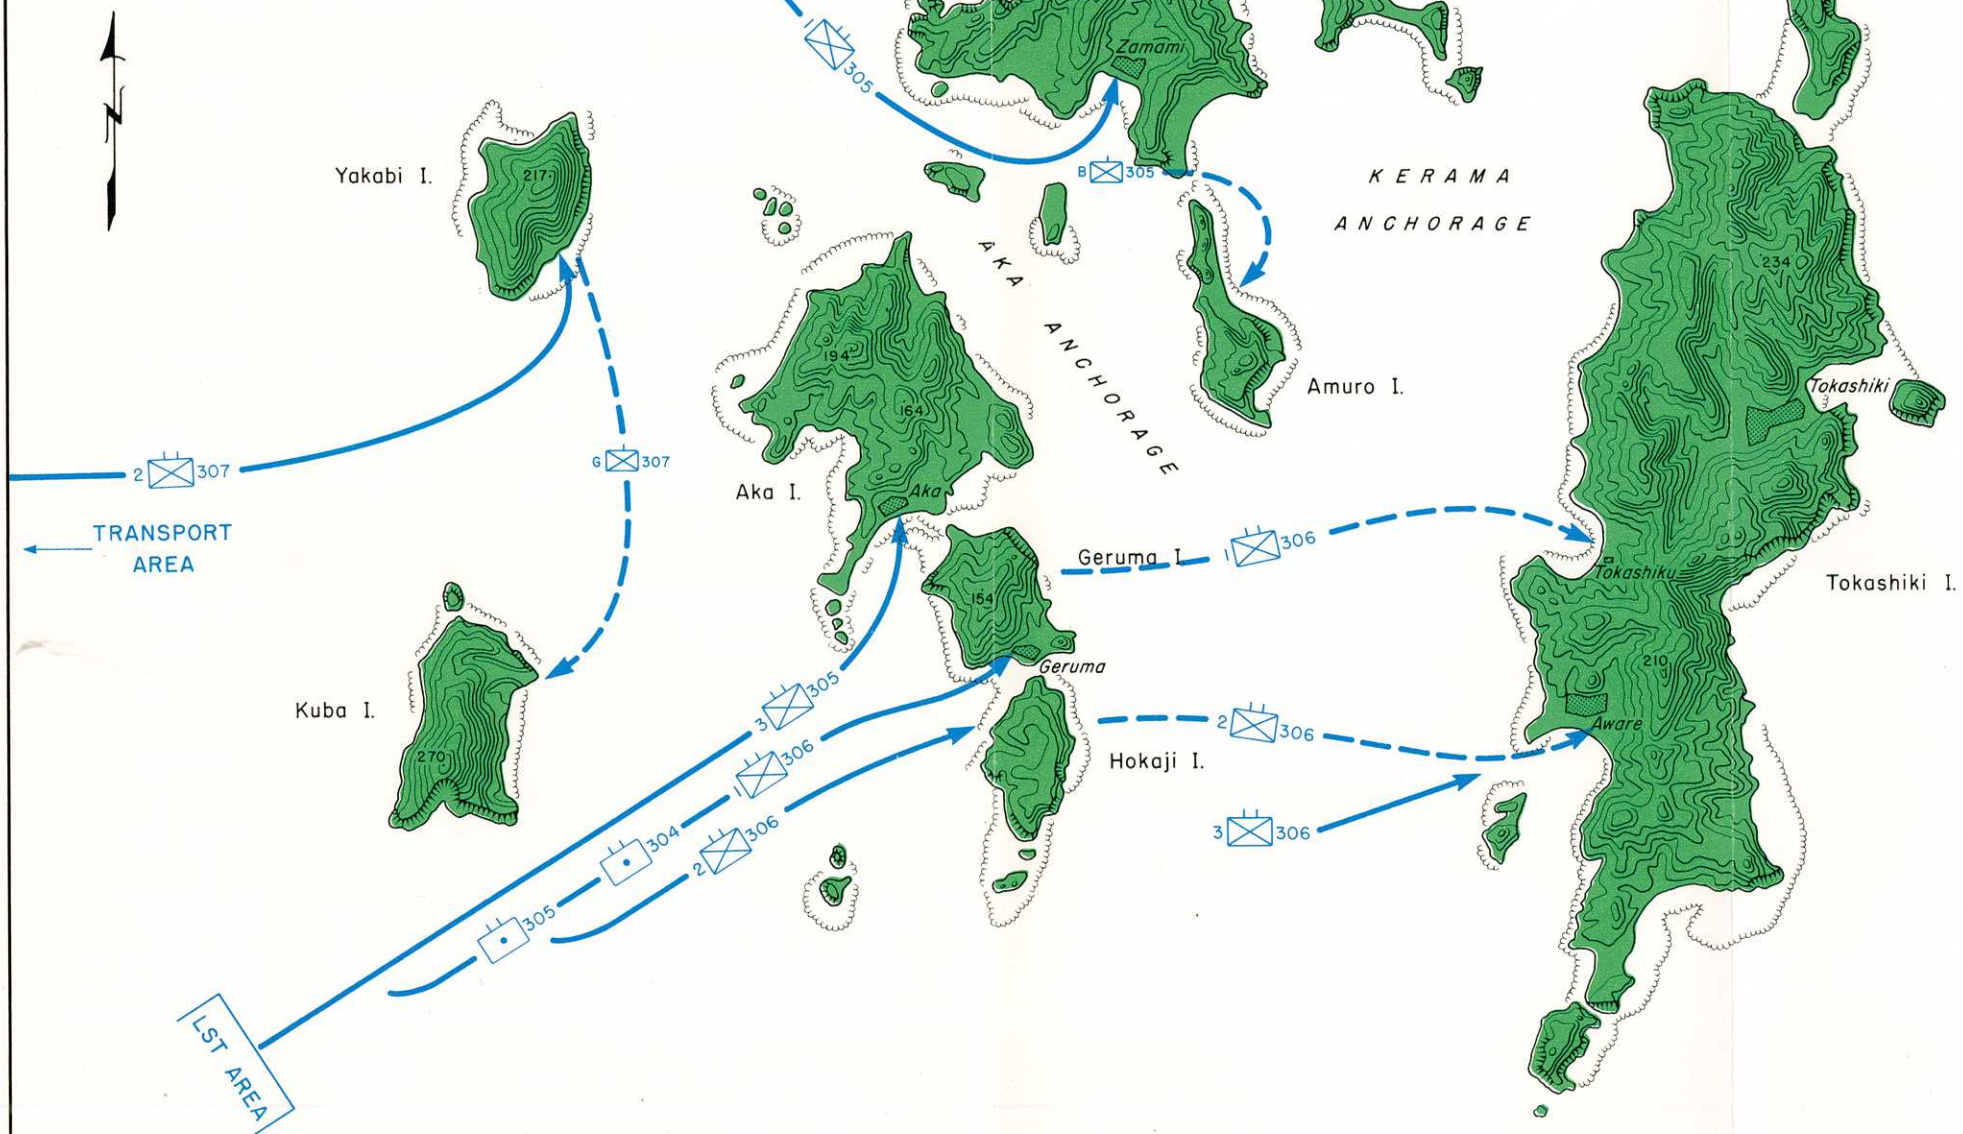 1
305
Zamami
N
Yakabi I.
217
B
305
KERAMA
ANCHORAGE
AKA
ANCHORAGE
234
194
164
Tokashiki
Amuro I.
2
307
G
307
Aka I.
Aka
TRANSPORT
AREA
Geruma I.
1
306
Tokashiku
Tokashiki I.
154
Geruma
210
Kuba I.
270
3
305
1
306
2
306
Aware
Hokaji I.
304
2
306
3
306
305
LST AREA